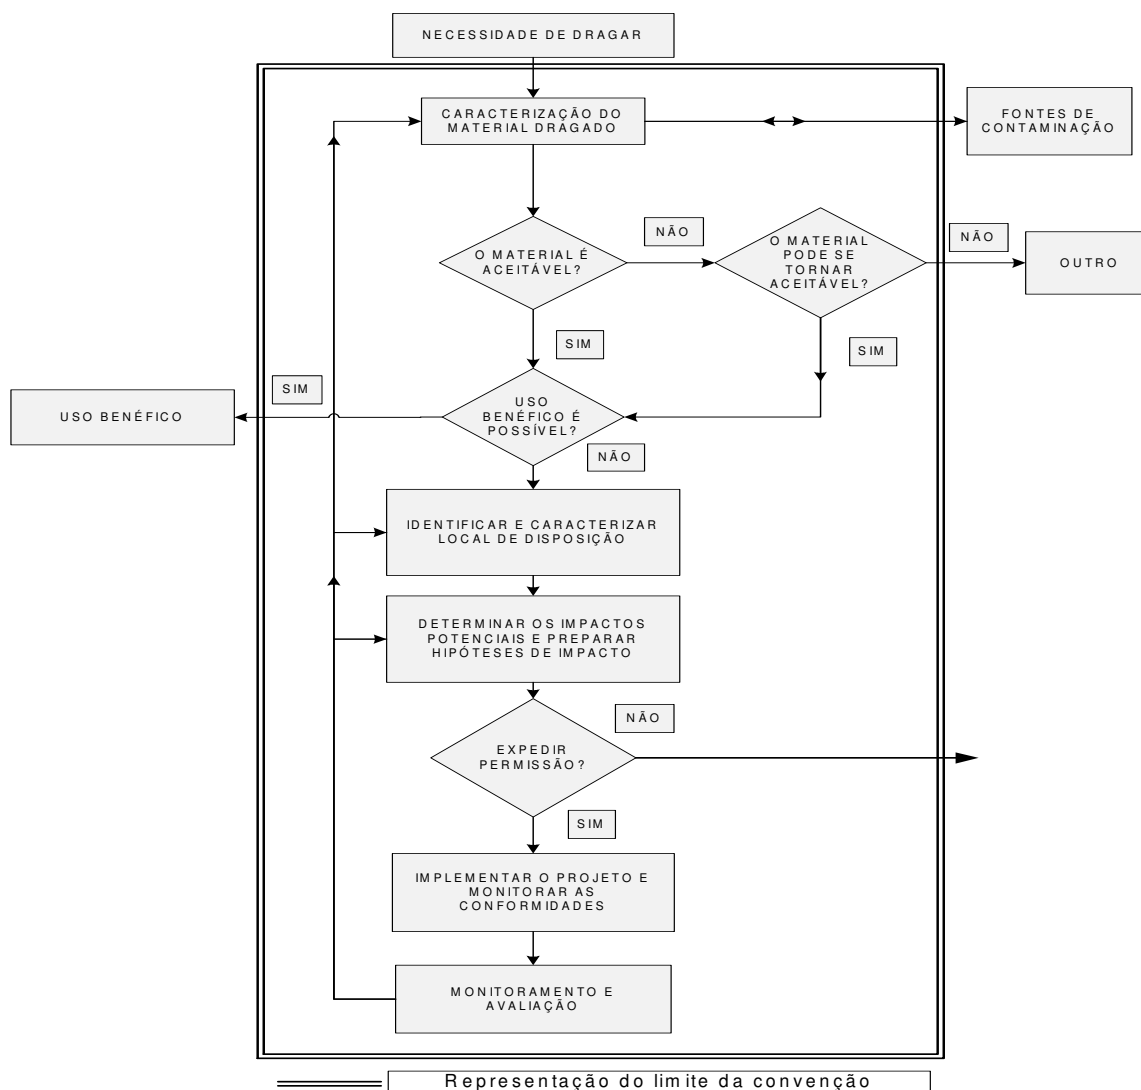 NECESSIDADE DE DRAGAR
CARACTERIZAÇÃO DO
MATERIAL DRAGADO
FONTES DE
CONTAMINAÇÃO
O MATERIAL É
ACEITÁVEL?
NÃO
O MATERIAL
PODE SE
TORNAR
ACEITÁVEL?
NÃO
OUTRO
SIM
SIM
USO BENÉFICO
SIM
USO
BENÉFICO É
POSSÍVEL?
NÃO
IDENTIFICAR E CARACTERIZAR
LOCAL DE DISPOSIÇÃO
DETERMINAR OS IMPACTOS
POTENCIAIS E PREPARAR
HIPÓTESES DE IMPACTO
NÃO
EXPEDIR
PERMISSÃO?
SIM
IMPLEMENTAR O PROJETO E
MONITORAR AS
CONFORMIDADES
MONITORAMENTO E
AVALIAÇÃO
Representação do limite da convenção